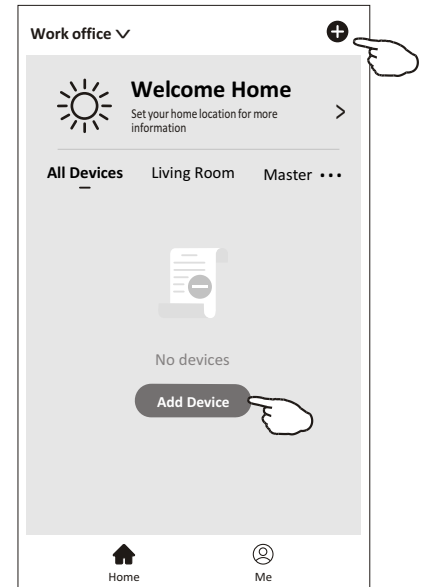 Work office
Welcome Home
Set your home location for more
information
All Devices Living Room Master
No devices
Add Device
Home Me